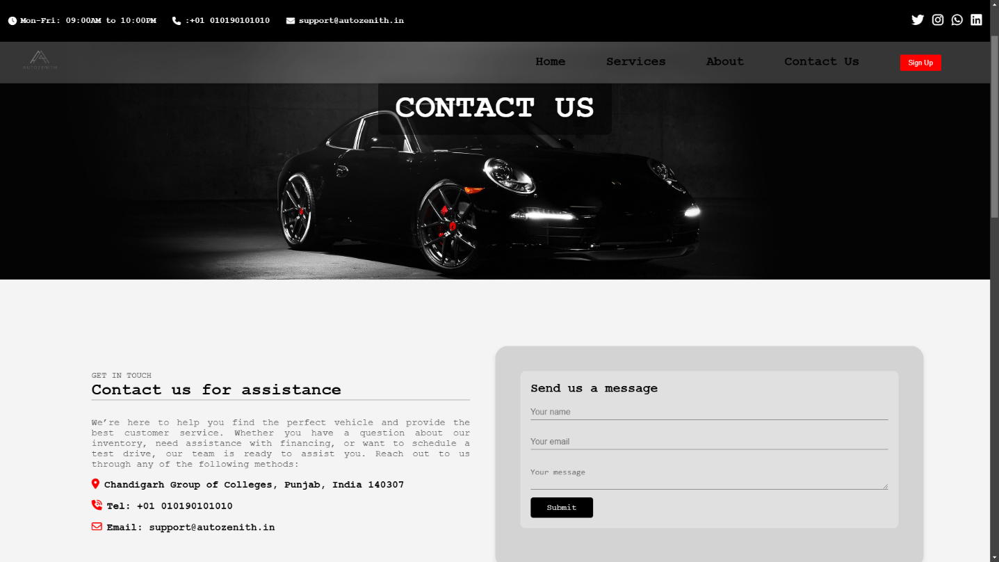 Mon-Fri: 09:00AM to 10:00PM :+01 010190101010 support@autozenith.in
AUTOZENITH Home Services About Contact Us Sign Up
CONTACT US
GET IN TOUCH
Contact us for assistance
We’re here to help you find the perfect vehicle and provide the
best customer service. Whether you have a question about our
inventory, need assistance with financing, or want to schedule a
test drive, our team is ready to assist you. Reach out to us
through any of the following methods:
Chandigarh Group of Colleges, Punjab, India 140307
Tel: +01 010190101010
Email: support@autozenith.in
Send us a message
Your name
Your email
Your message
Submit